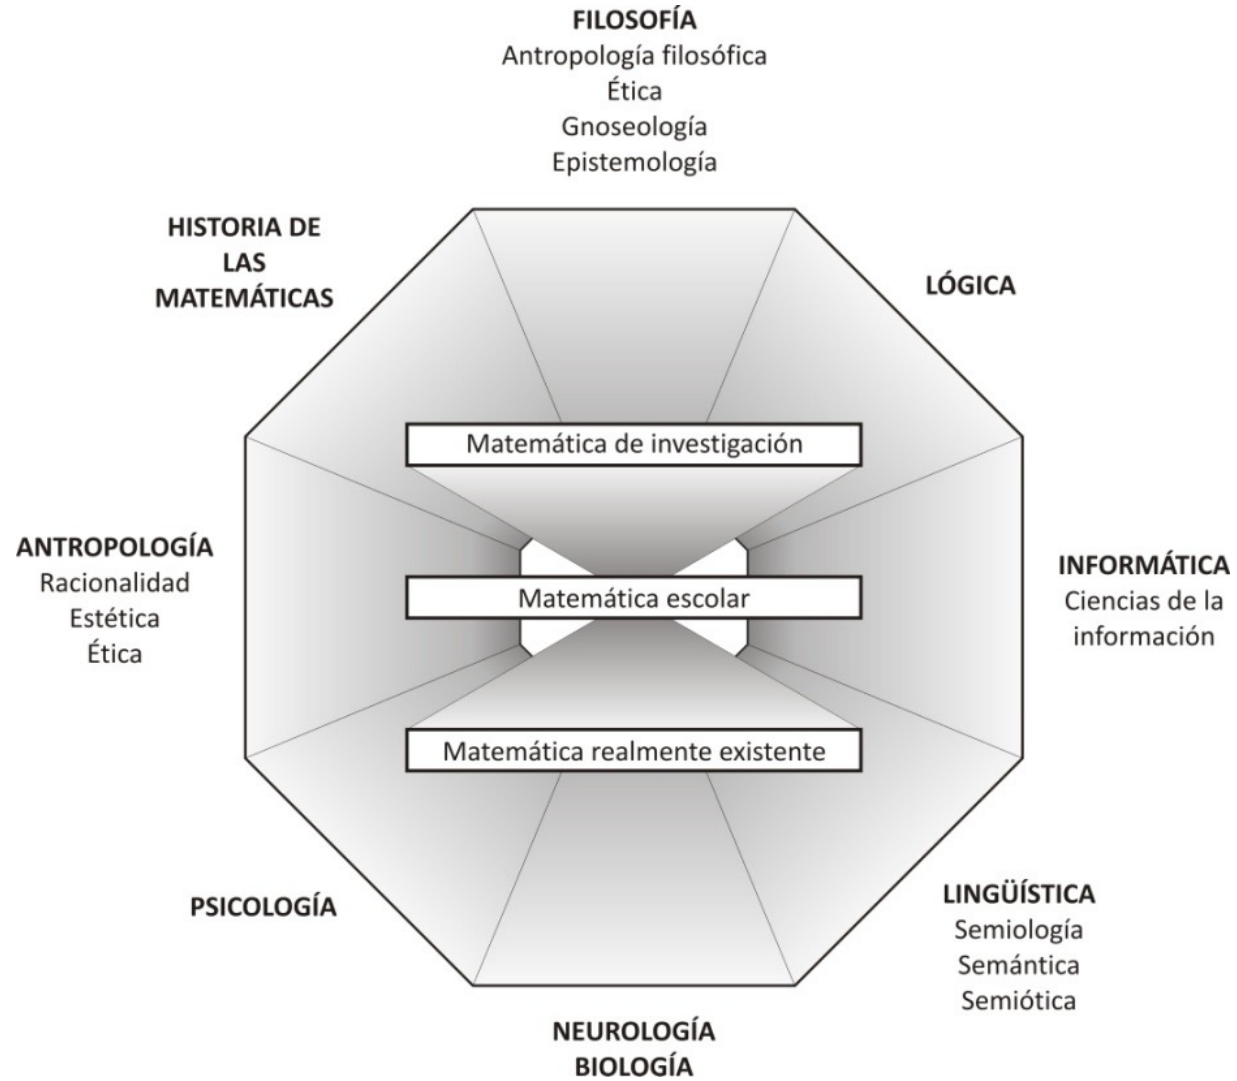 FILOSOFÍA
Antropología filosófica
Ética
Gnoseología
Epistemología
HISTORIA DE
LAS
MATEMÁTICAS
LÓGICA
Matemática de investigación
ANTROPOLOGÍA
Racionalidad
Estética
Ética
Matemática escolar
INFORMÁTICA
Ciencias de la
información
Matemática realmente existente
PSICOLOGÍA
LINGÜÍSTICA
Semiología
Semántica
Semiótica
NEUROLOGÍA
BIOLOGÍA